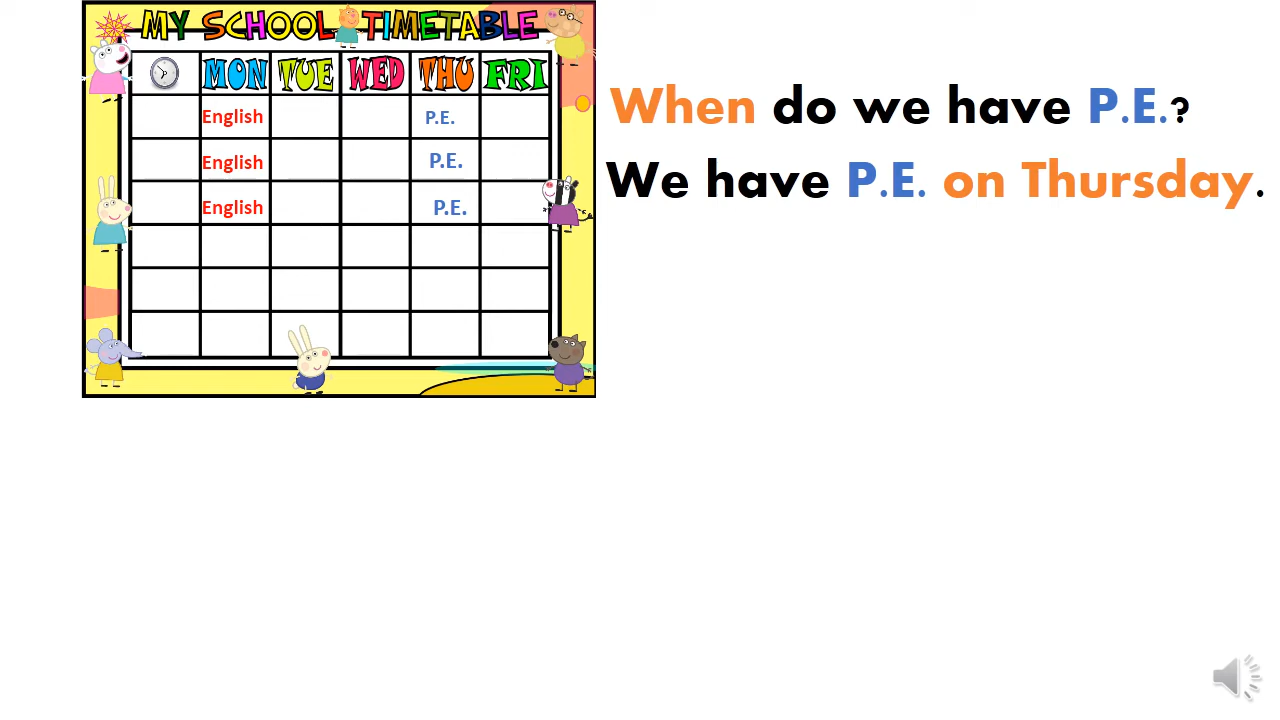 MY SCHOOL TIMETABLE
MON TUE WED THU FRI
English P.E.
English P.E.
English P.E.
When do we have P.E.?
We have P.E. on Thursday.